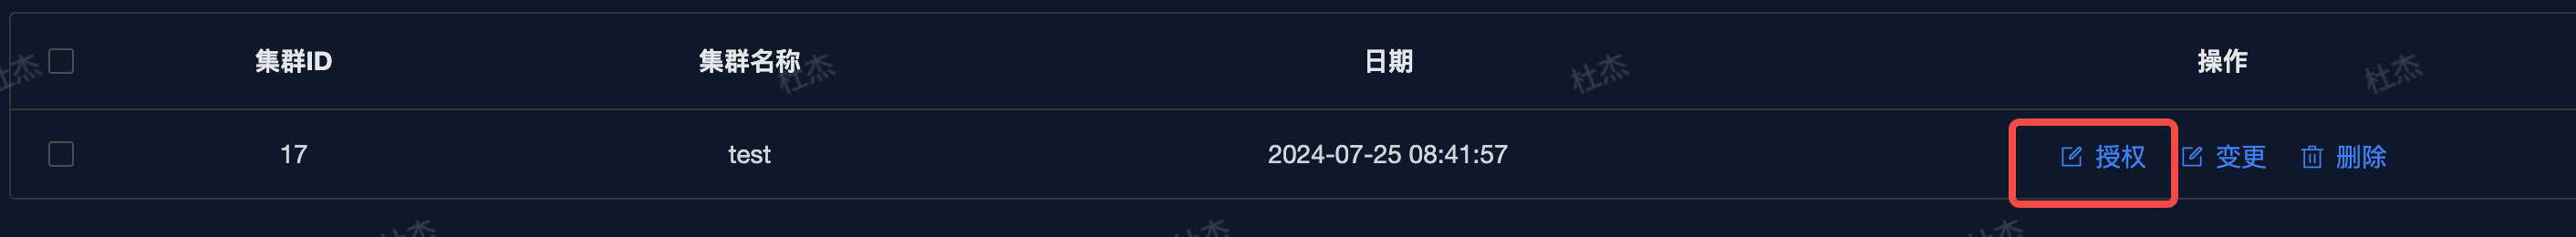 集群ID 集群名称 日期 操作
杜杰 杜杰 杜杰 杜杰
17 test 2024-07-25 08:41:57 授权 变更 删除
杜杰 杜杰 杜杰